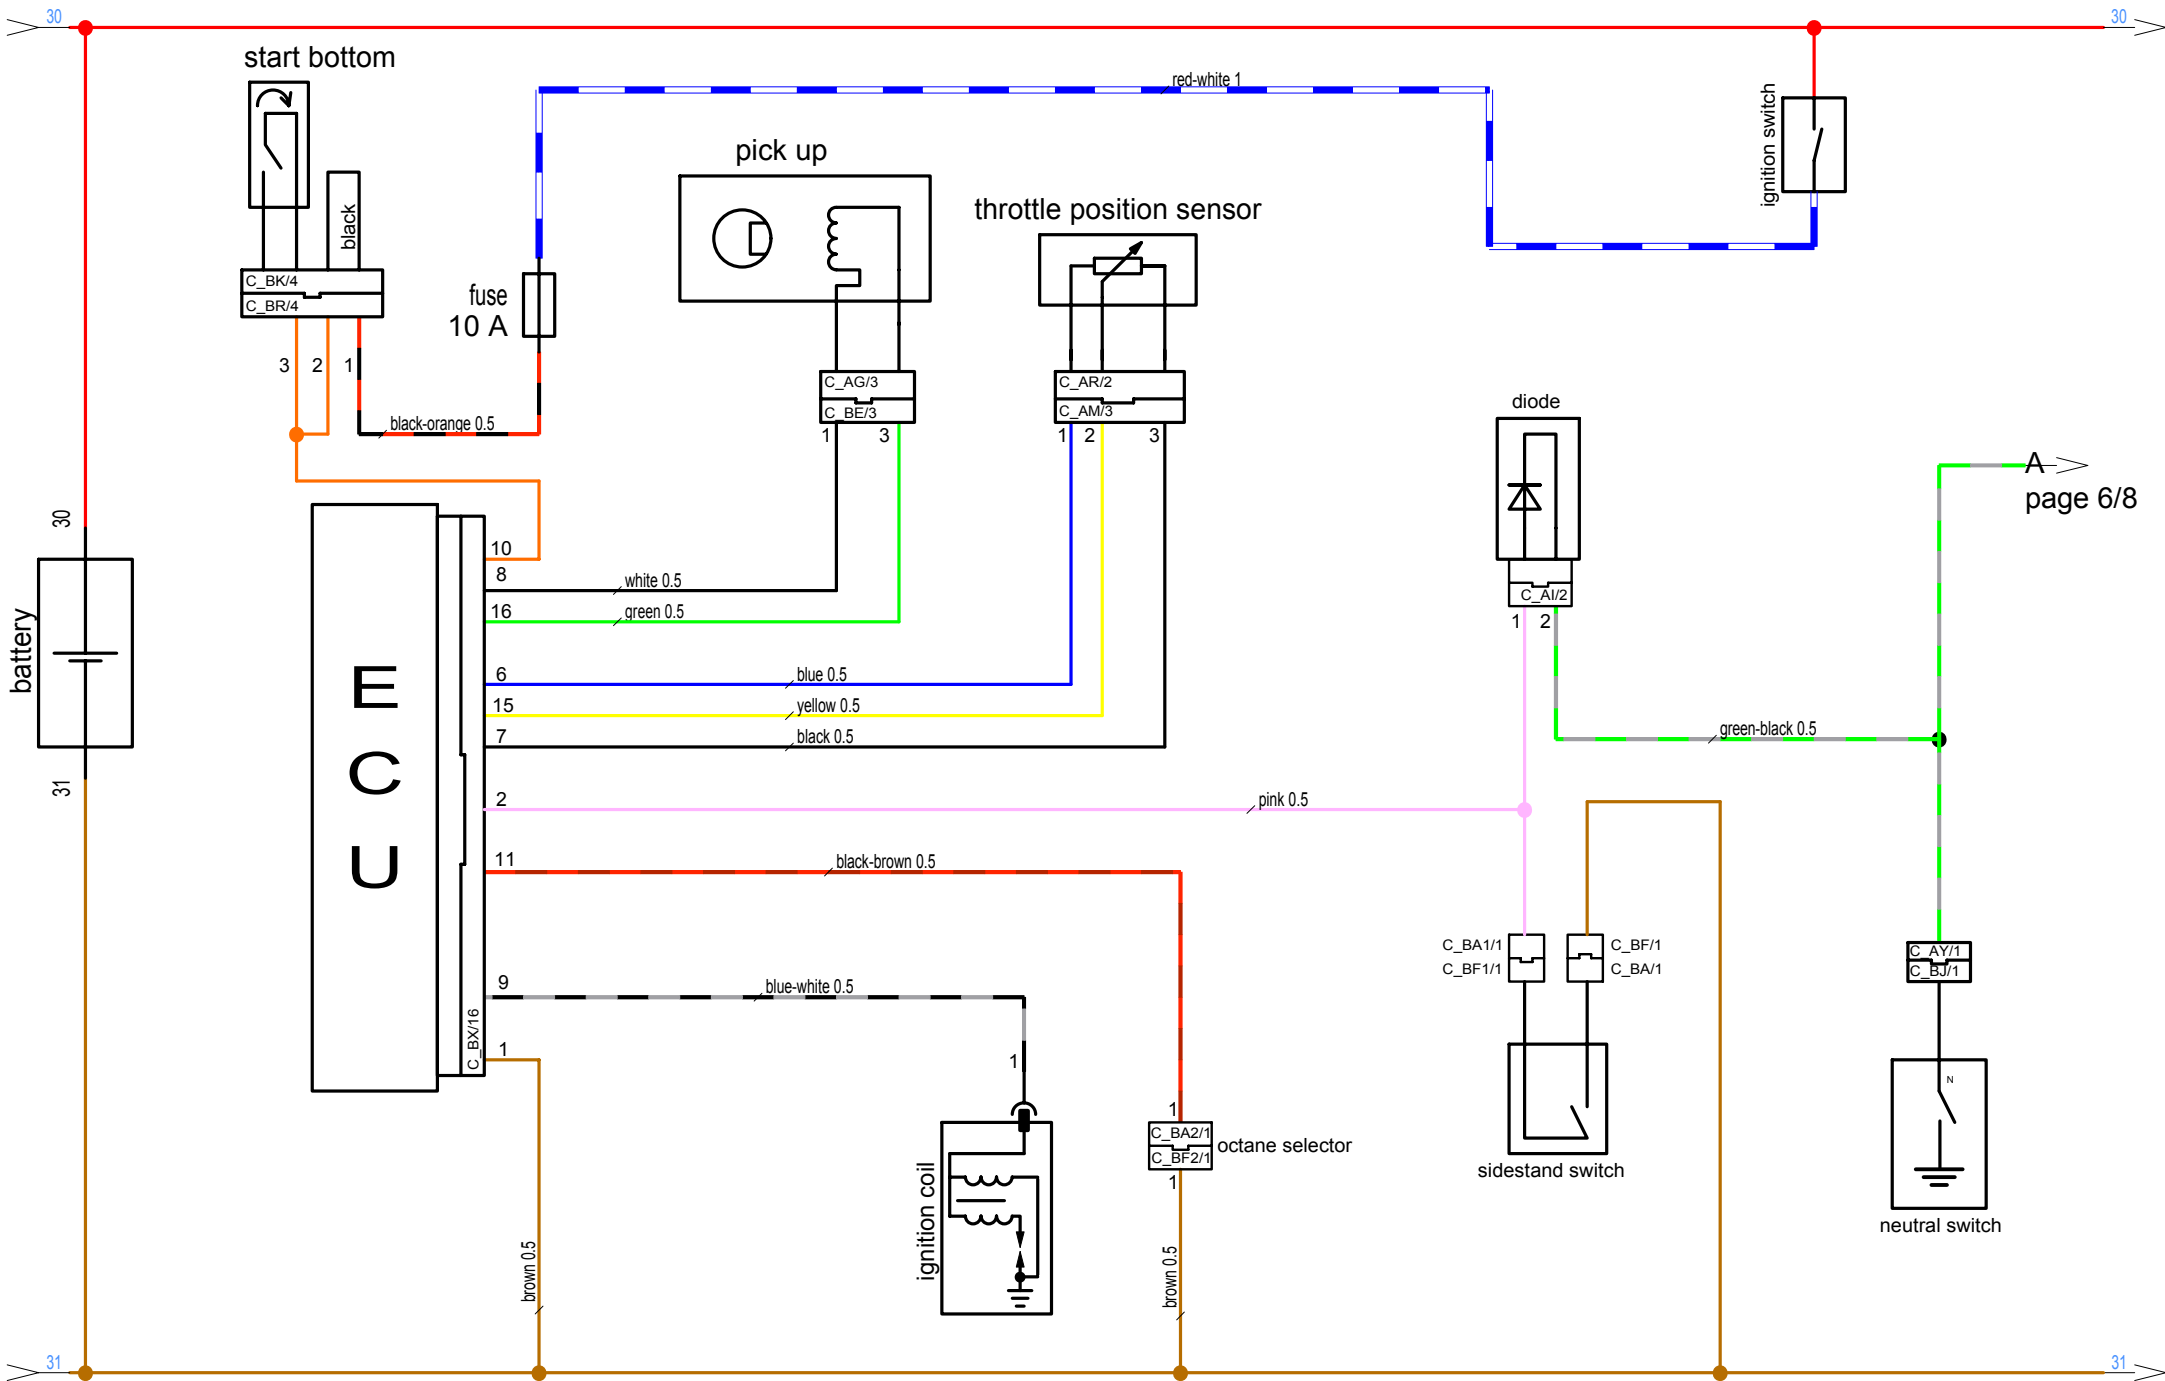 30
30
start bottom
red-white 1
ignition switch
pick up
throttle position sensor
black
C_BK/4
C_BR/4
fuse
10 A
3
2
1
C_AG/3
C_BE/3
C_AR/2
C_AM/3
black-orange 0.5
1
3
1
2
3
diode
A
page 6/8
30
battery
31
E
C
U
C_BX/16
10
8
white 0.5
16
green 0.5
C_AI/2
1
2
6
blue 0.5
15
yellow 0.5
7
black 0.5
green-black 0.5
2
pink 0.5
11
black-brown 0.5
C_BA1/1
C_BF1/1
C_BF/1
C_BA/1
C_AY/1
C_BJ/1
9
blue-white 0.5
1
1
N
1
C_BA2/1
C_BF2/1
octane selector
1
sidestand switch
neutral switch
ignition coil
brown 0.5
brown 0.5
31
31